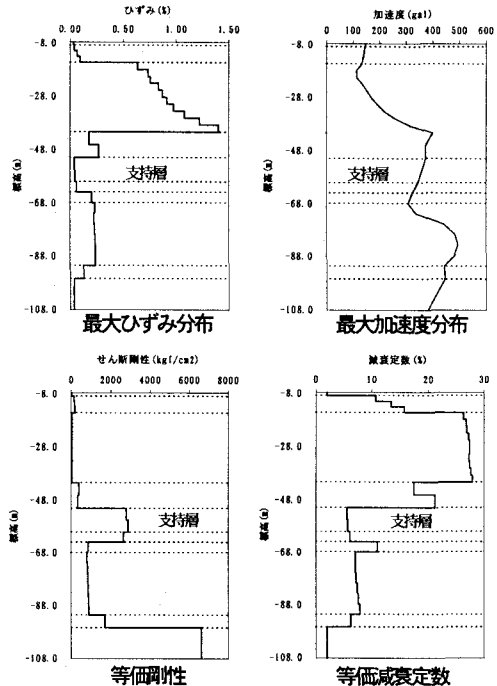 ひずみ(%)
0.00 0.50 1.00 1.50
-8.0
-28.0
-48.0
-68.0
-88.0
-108.0
標高(m)
支持層
最大ひずみ分布
加速度(gal)
0 100 200 300 400 500 600
-8.0
-28.0
-48.0
-68.0
-88.0
-108.0
標高(m)
支持層
最大加速度分布
せん断剛性(kgf/cm2)
0 2000 4000 6000 8000
-8.0
-28.0
-48.0
-68.0
-88.0
-108.0
標高(m)
支持層
等価剛性
減衰定数(%)
0 10 20 30
-8.0
-28.0
-48.0
-68.0
-88.0
-108.0
標高(m)
支持層
等価減衰定数